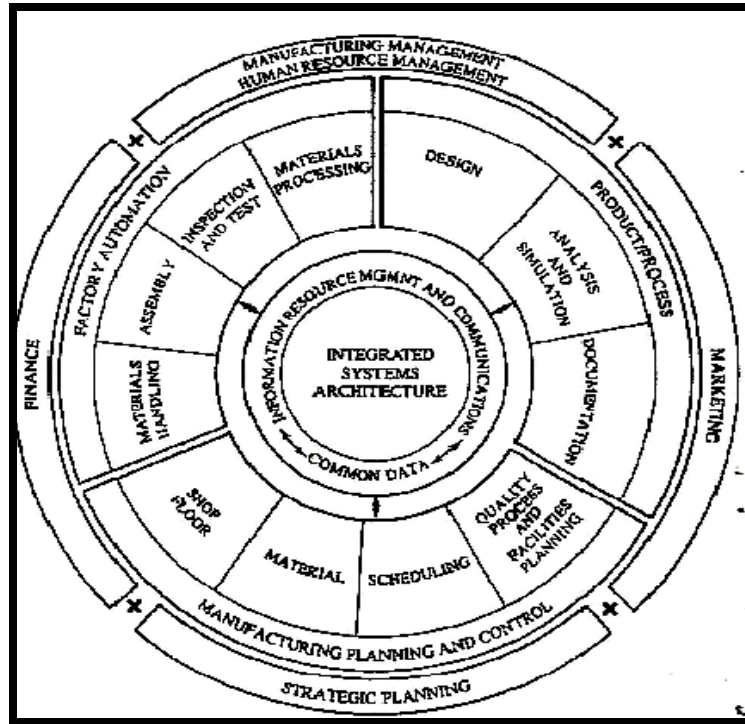 MANUFACTURING MANAGEMENT
HUMAN RESOURCE MANAGEMENT
FACTORY AUTOMATION
INSPECTION
AND TEST
MATERIALS
PROCESSING
DESIGN
PRODUCT/PROCESS
ANALYSIS
AND
SIMULATION
ASSEMBLY
MATERIALS
HANDLING
INFORMATION RESOURCE MGMNT AND COMMUNICATIONS
INTEGRATED
SYSTEMS
ARCHITECTURE
COMMON DATA
DOCUMENTATION
FINANCE
MARKETING
SHOP
FLOOR
MATERIAL
SCHEDULING
QUALITY
PROCESS
AND
FACILITIES
PLANNING
MANUFACTURING PLANNING AND CONTROL
STRATEGIC PLANNING